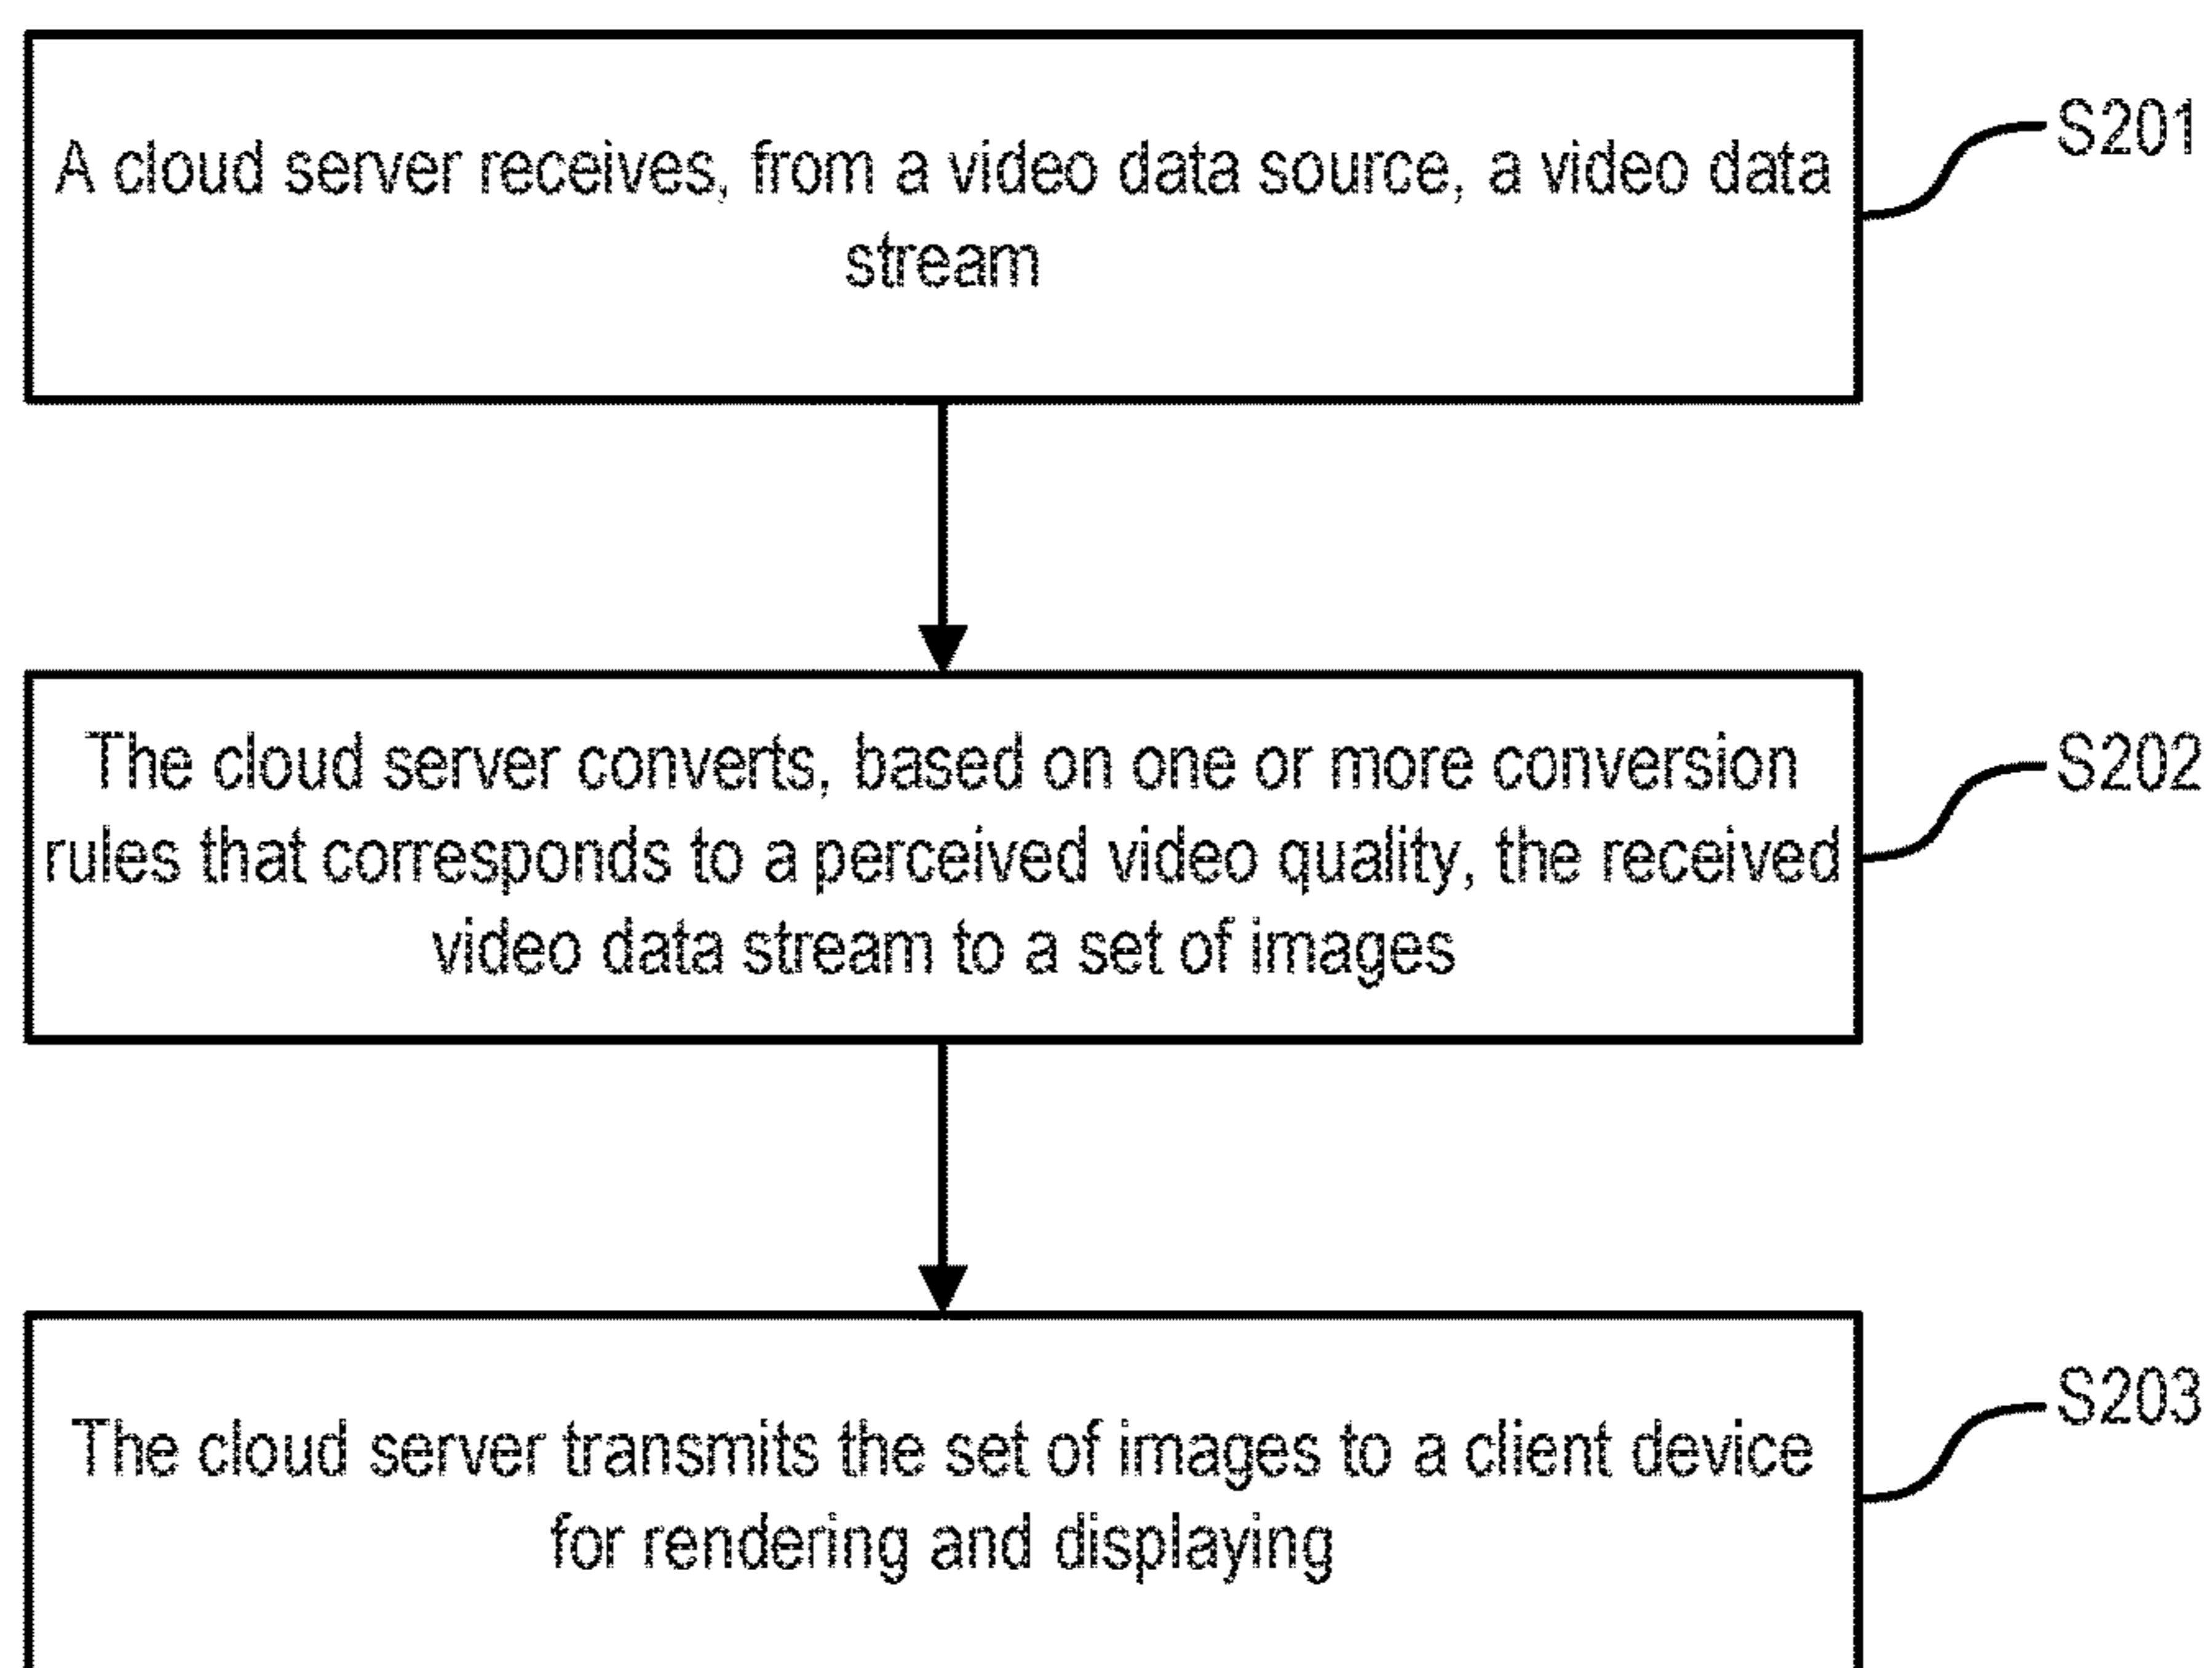 A cloud server receives, from a video data source, a video data
stream
S201
The cloud server converts, based on one or more conversion
rules that corresponds to a perceived video quality, the received
video data stream to a set of images
S202
The cloud server transmits the set of images to a client device
for rendering and displaying
S203